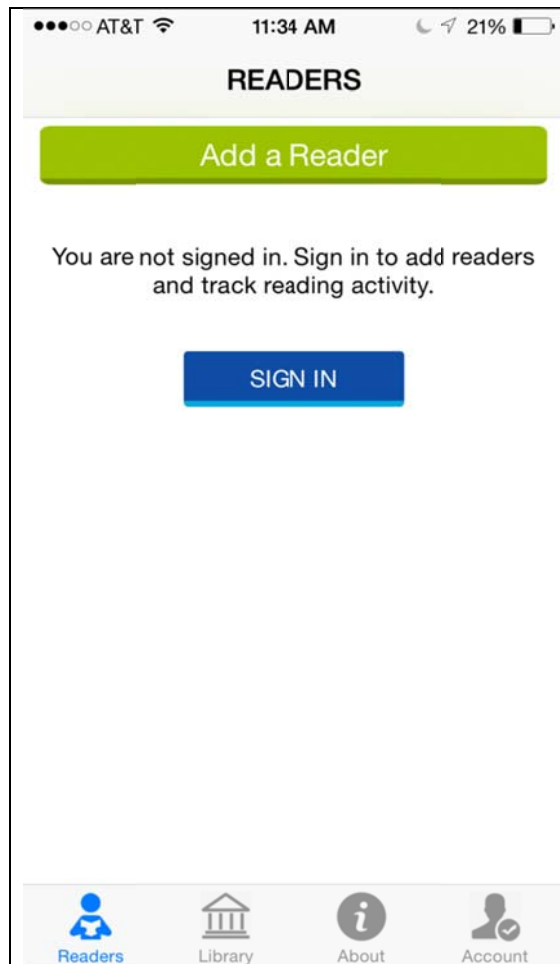 AT&T 11:34 AM 21%
READERS
Add a Reader
You are not signed in. Sign in to add readers
and track reading activity.
SIGN IN
Readers Library About Account